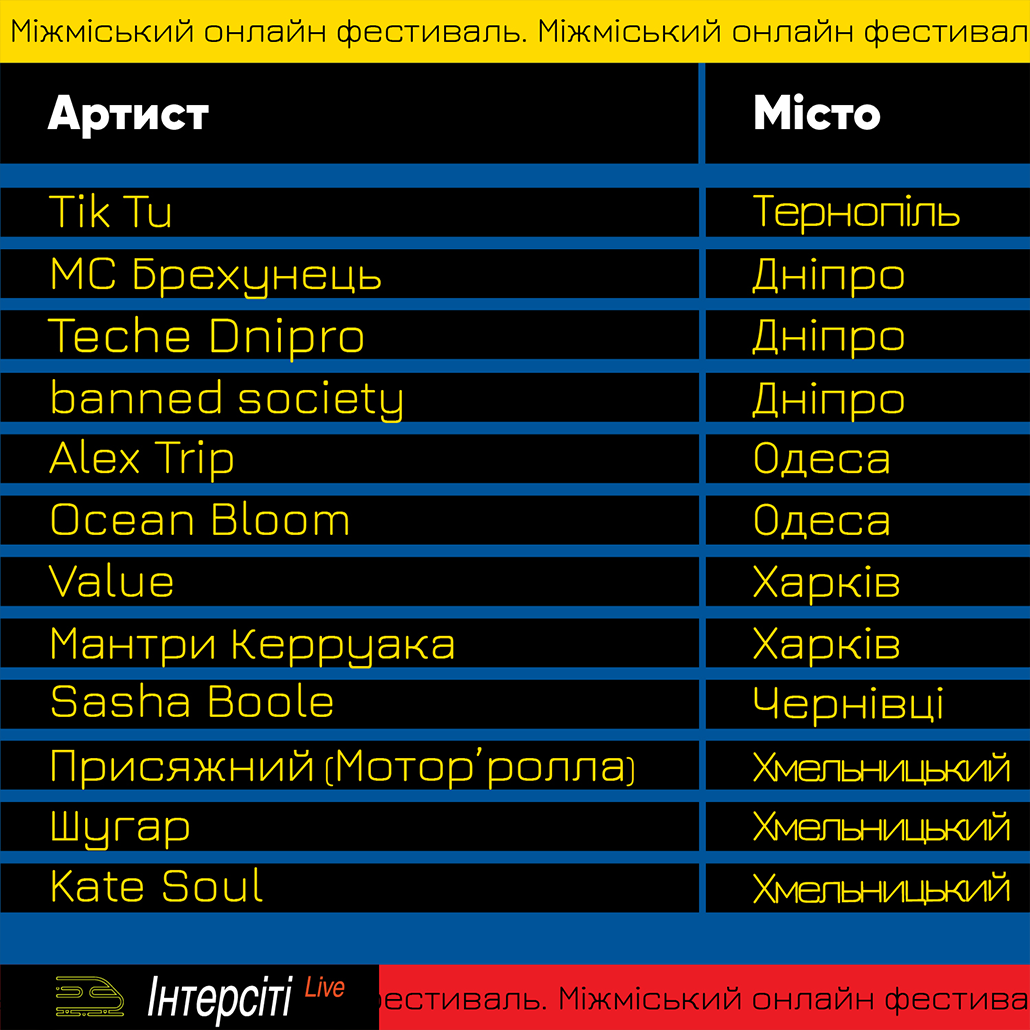 Міжміський онлайн фестиваль. Міжміський онлайн фестивал
Артист Місто
Tik Tu Тернопіль
МС Брехунець Дніпро
Teche Dnipro Дніпро
banned society Дніпро
Alex Trip Одеса
Ocean Bloom Одеса
Value Харків
Мантри Керруака Харків
Sasha Boole Чернівці
Присяжний (Мотор’ролла) Хмельницький
Шугар Хмельницький
Kate Soul Хмельницький
Інтерсіті Live естиваль. Міжміський онлайн фестива